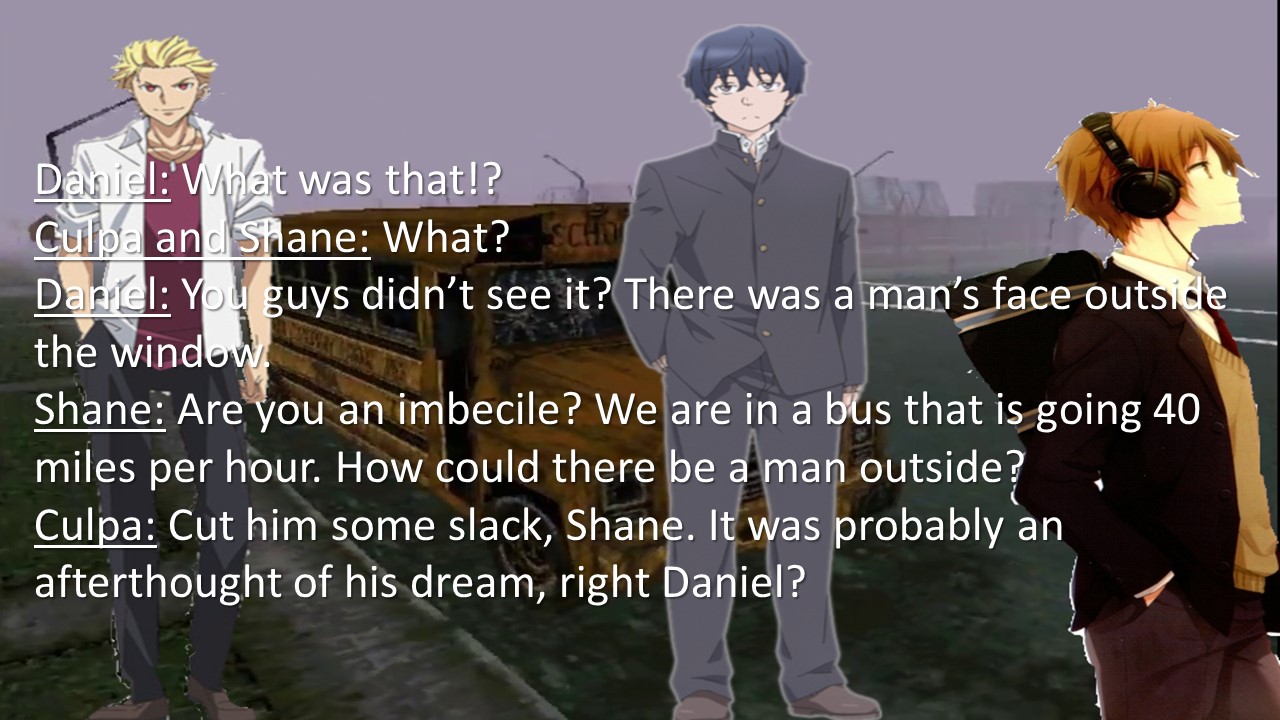 SCHO
Daniel: What was that!?
Culpa and Shane: What?
Daniel: You guys didn’t see it? There was a man’s face outside
the window.
Shane: Are you an imbecile? We are in a bus that is going 40
miles per hour. How could there be a man outside?
Culpa: Cut him some slack, Shane. It was probably an
afterthought of his dream, right Daniel?